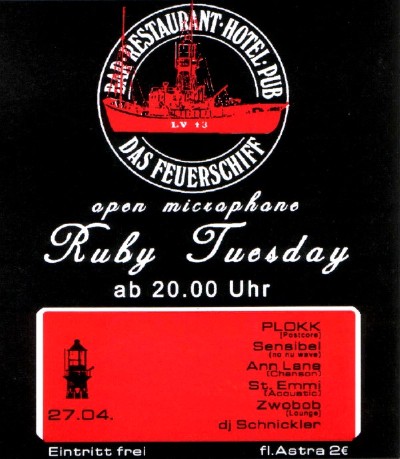 BAR·RESTAURANT·HOTEL·PUB
LV 13
DAS FEUERSCHIFF
open microphone
Ruby Tuesday
ab 20.00 Uhr
PLOKK
(Postcore)
Sensibel
(no nu wave)
Ann Lene
(Chanson)
St. Emmi
(Acoustic)
Zwobob
(Lounge)
dj Schnickler
27.04.
Eintritt frei
fl.Astra 2€